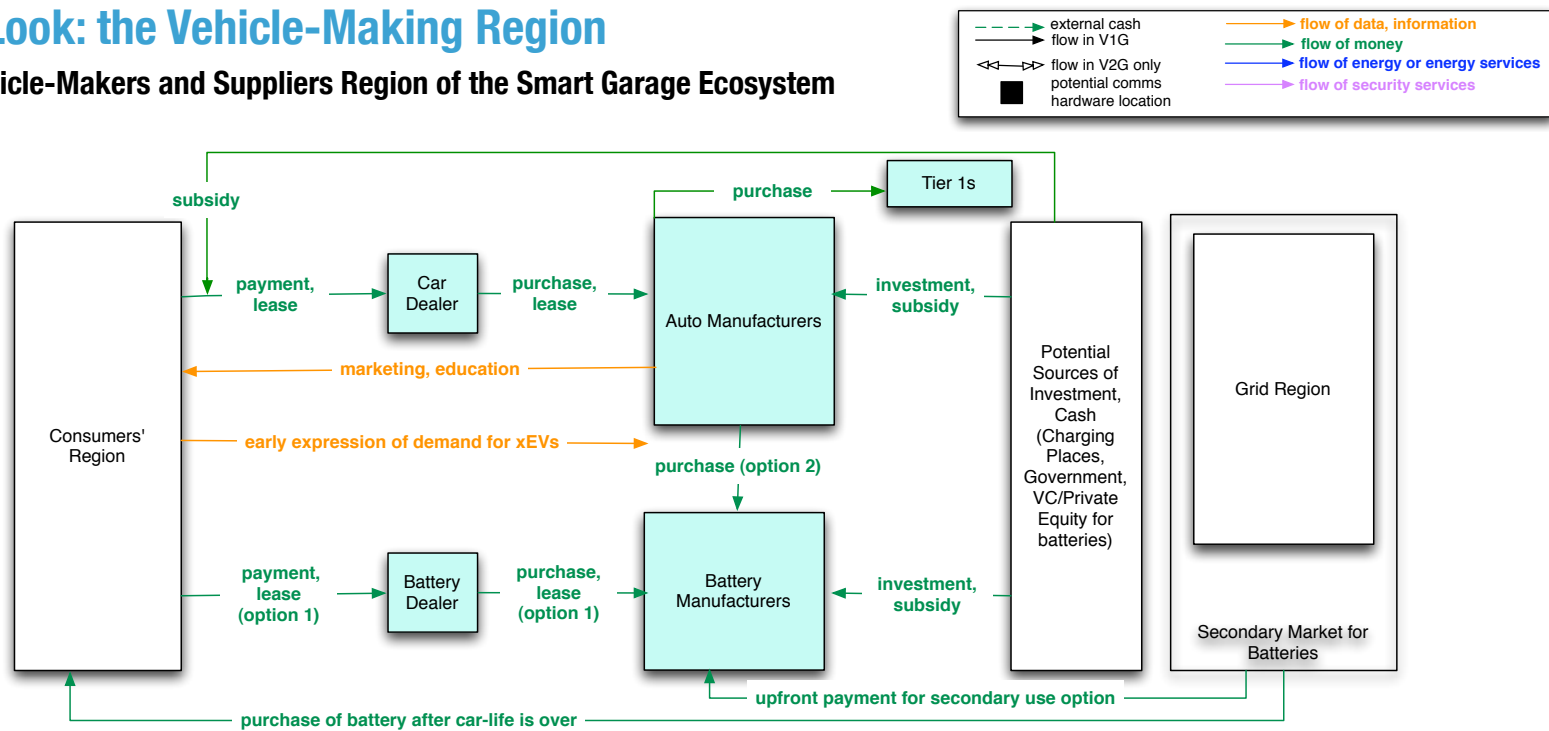 Look: the Vehicle-Making Region
icle-Makers and Suppliers Region of the Smart Garage Ecosystem
external cash
flow in V1G
flow in V2G only
potential comms
hardware location
flow of data, information
flow of money
flow of energy or energy services
flow of security services
subsidy
purchase
Tier 1s
payment,
lease
Car
Dealer
purchase,
lease
Auto Manufacturers
investment,
subsidy
marketing, education
Consumers'
Region
early expression of demand for xEVs
purchase (option 2)
Potential
Sources of
Investment,
Cash
(Charging
Places,
Government,
VC/Private
Equity for
batteries)
Grid Region
payment,
lease
(option 1)
Battery
Dealer
purchase,
lease
(option 1)
Battery
Manufacturers
investment,
subsidy
Secondary Market for
Batteries
upfront payment for secondary use option
purchase of battery after car-life is over